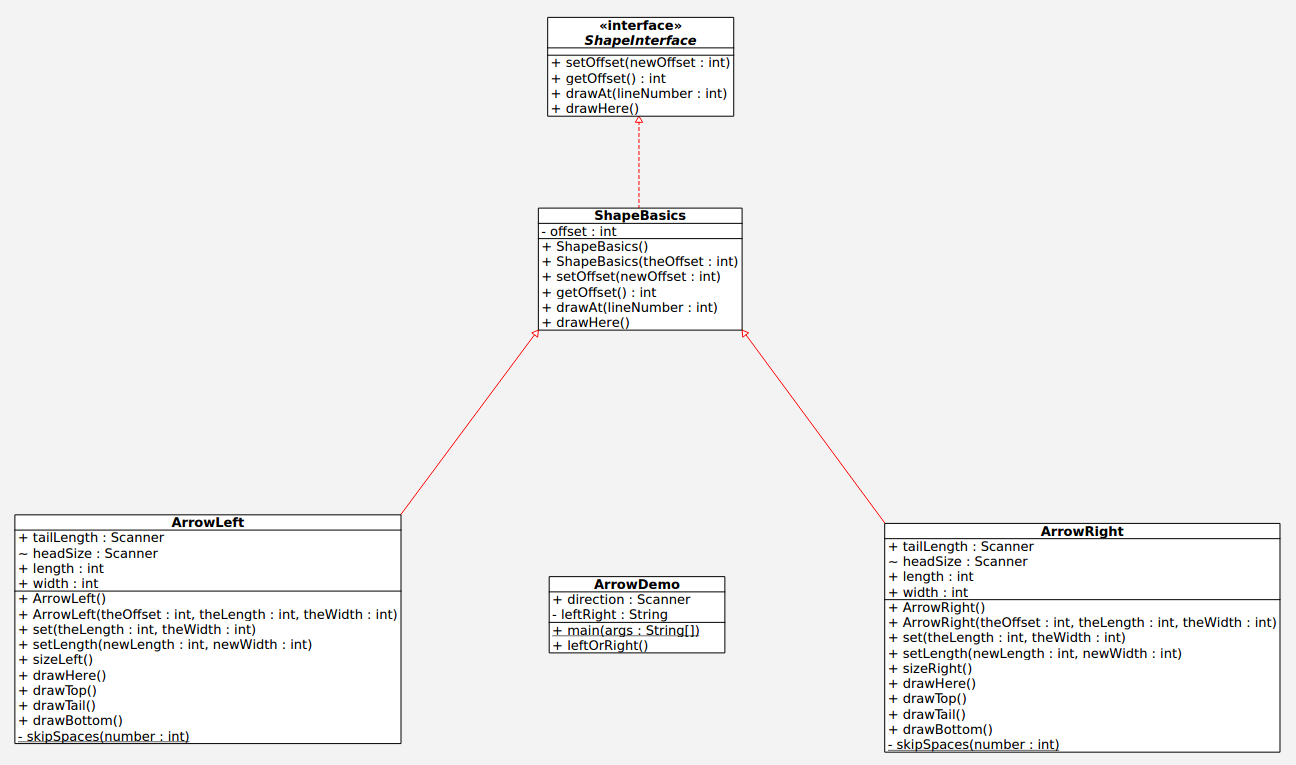 «interface»
ShapeInterface
+ setOffset(newOffset : int)
+ getOffset() : int
+ drawAt(lineNumber : int)
+ drawHere()
ShapeBasics
- offset : int
+ ShapeBasics()
+ ShapeBasics(theOffset : int)
+ setOffset(newOffset : int)
+ getOffset() : int
+ drawAt(lineNumber : int)
+ drawHere()
ArrowLeft
+ tailLength : Scanner
~ headSize : Scanner
+ length : int
+ width : int
+ ArrowLeft()
+ ArrowLeft(theOffset : int, theLength : int, theWidth : int)
+ set(theLength : int, theWidth : int)
+ setLength(newLength : int, newWidth : int)
+ sizeLeft()
+ drawHere()
+ drawTop()
+ drawTail()
+ drawBottom()
- skipSpaces(number : int)
ArrowDemo
+ direction : Scanner
- leftRight : String
+ main(args : String[])
+ leftOrRight()
ArrowRight
+ tailLength : Scanner
~ headSize : Scanner
+ length : int
+ width : int
+ ArrowRight()
+ ArrowRight(theOffset : int, theLength : int, theWidth : int)
+ set(theLength : int, theWidth : int)
+ setLength(newLength : int, newWidth : int)
+ sizeRight()
+ drawHere()
+ drawTop()
+ drawTail()
+ drawBottom()
- skipSpaces(number : int)